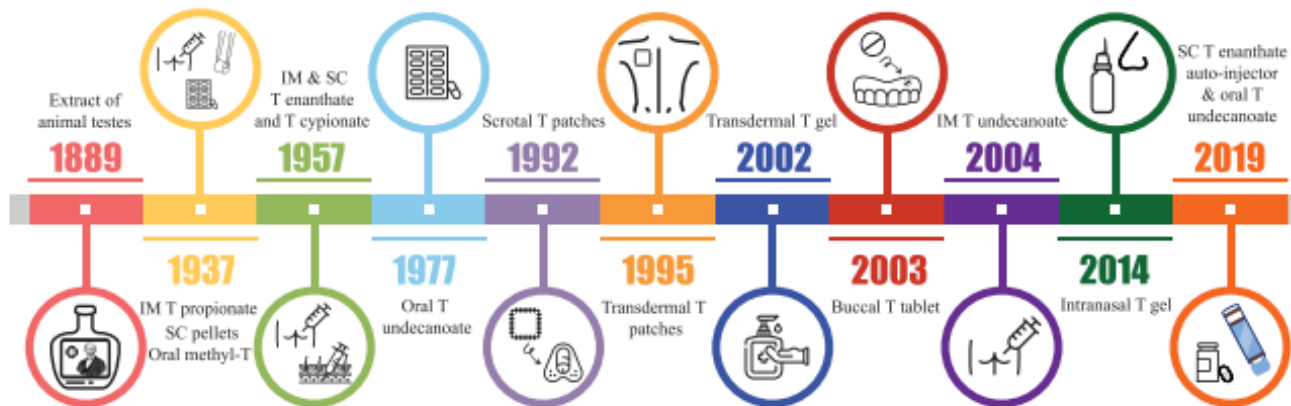 Extract of
animal testes
1889
1937
IM T propionate
SC pellets
Oral methyl-T
IM & SC
T enanthate
and T cypionate
1957
1977
Oral T
undecanoate
Scrotal T patches
1992
1995
Transdermal T
patches
Transdermal T gel
2002
2003
Buccal T tablet
IM T undecanoate
2004
2014
Intranasal T gel
SC T enanthate
auto-injector
& oral T
undecanoate
2019